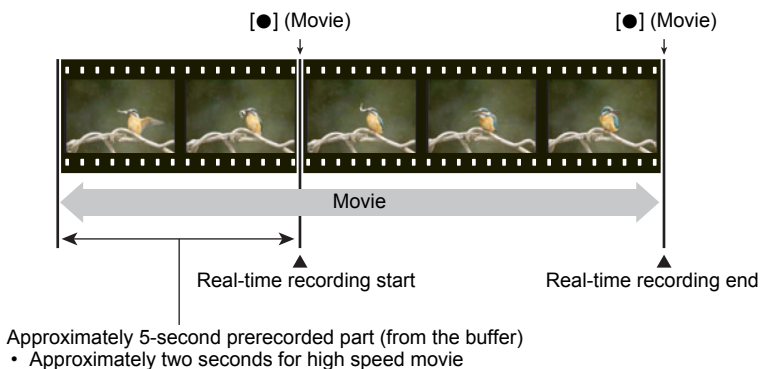 [●] (Movie) [●] (Movie)
Movie
Real-time recording start Real-time recording end
Approximately 5-second prerecorded part (from the buffer)
• Approximately two seconds for high speed movie